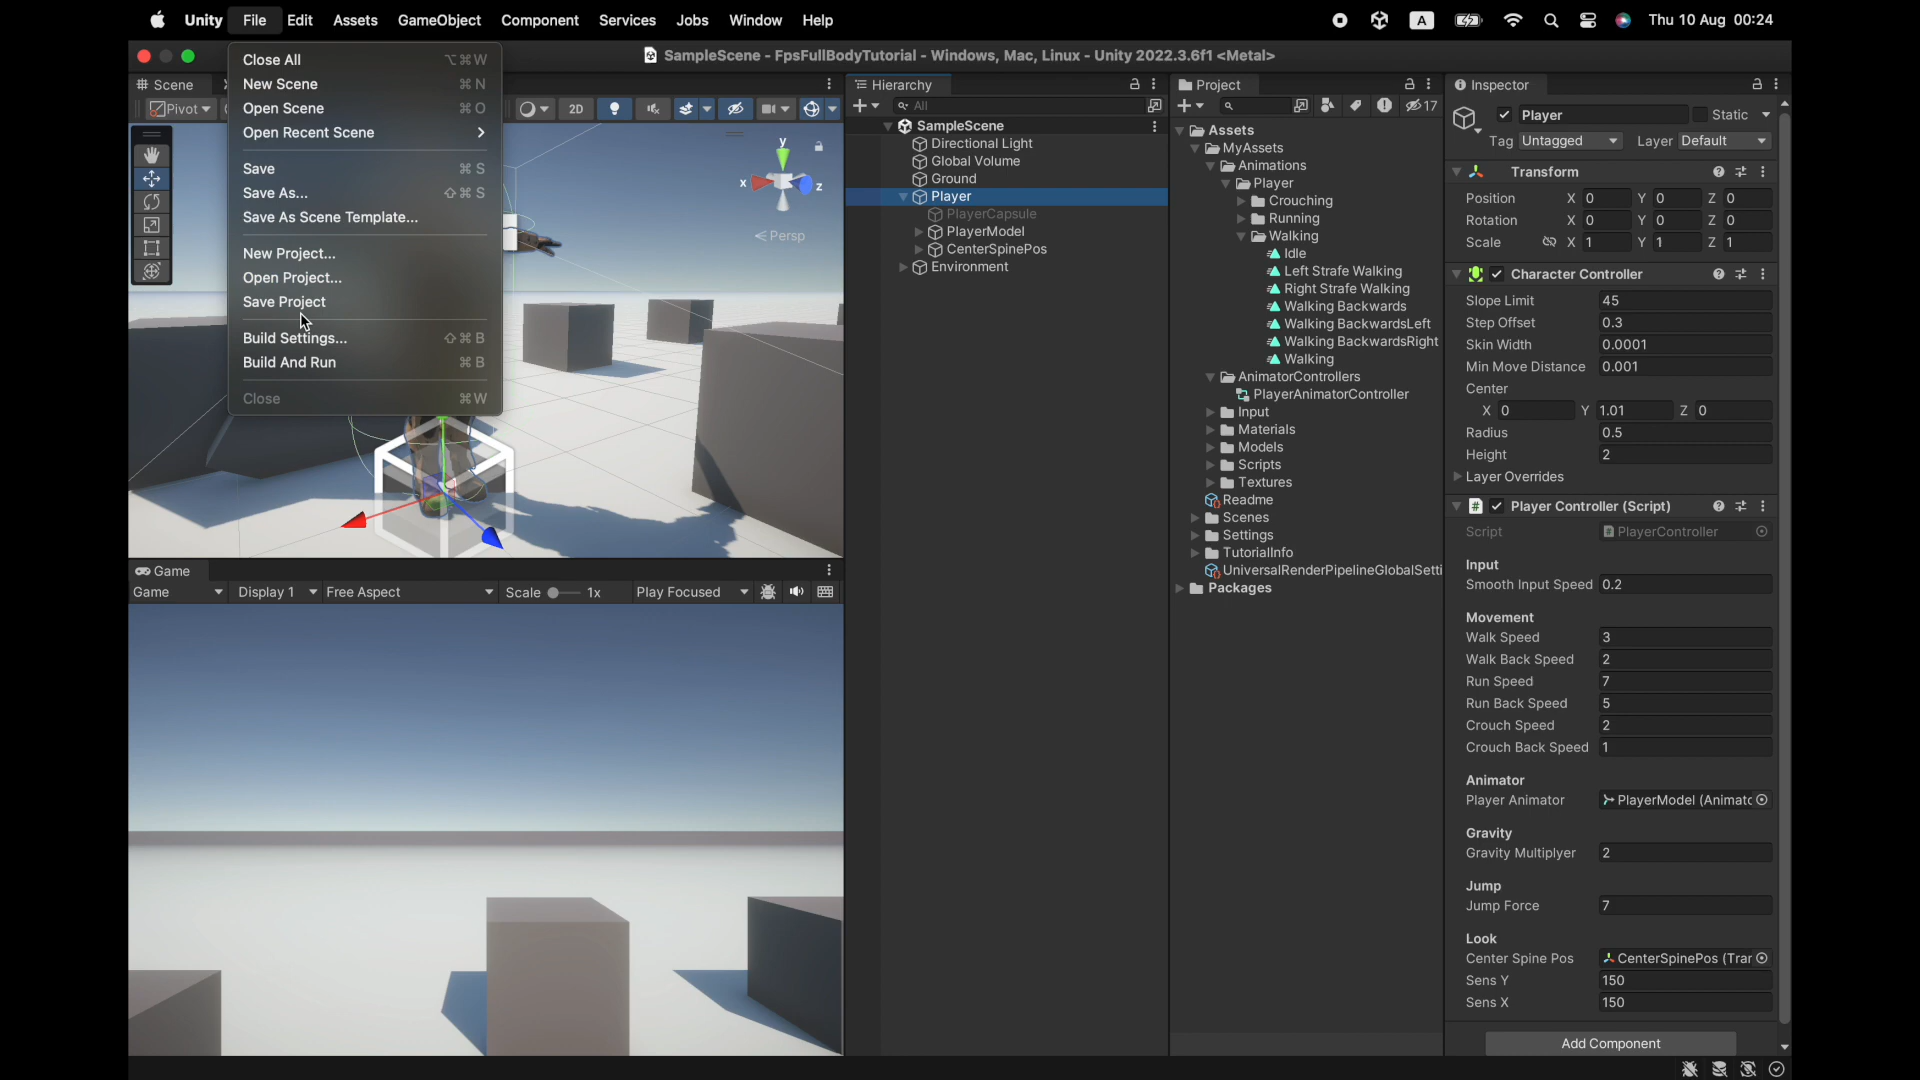 Unity File Edit Assets GameObject Component Services Jobs Window Help
A
Thu 10 Aug 00:24
SampleScene - FpsFullBodyTutorial - Windows, Mac, Linux - Unity 2022.3.6f1 <Metal>
Close All ⌥⌘W
New Scene ⌘N
Open Scene ⌘O
Open Recent Scene
Save ⌘S
Save As... ⇧⌘S
Save As Scene Template...
New Project...
Open Project...
Save Project
Build Settings... ⇧⌘B
Build And Run ⌘B
Close ⌘W
Scene
Pivot
2D
y
x
z
Persp
Game
Game Display 1 Free Aspect Scale 1x Play Focused
Hierarchy
All
SampleScene
Directional Light
Global Volume
Ground
Player
PlayerCapsule
PlayerModel
CenterSpinePos
Environment
Project
17
Assets
MyAssets
Animations
Player
Crouching
Running
Walking
Idle
Left Strafe Walking
Right Strafe Walking
Walking Backwards
Walking BackwardsLeft
Walking BackwardsRight
Walking
AnimatorControllers
PlayerAnimatorController
Input
Materials
Models
Scripts
Textures
Readme
Scenes
Settings
TutorialInfo
UniversalRenderPipelineGlobalSetti
Packages
Inspector
Player Static
Tag Untagged Layer Default
Transform
Position X 0 Y 0 Z 0
Rotation X 0 Y 0 Z 0
Scale X 1 Y 1 Z 1
Character Controller
Slope Limit 45
Step Offset 0.3
Skin Width 0.0001
Min Move Distance 0.001
Center
X 0 Y 1.01 Z 0
Radius 0.5
Height 2
Layer Overrides
Player Controller (Script)
Script PlayerController
Input
Smooth Input Speed 0.2
Movement
Walk Speed 3
Walk Back Speed 2
Run Speed 7
Run Back Speed 5
Crouch Speed 2
Crouch Back Speed 1
Animator
Player Animator PlayerModel (Animatc
Gravity
Gravity Multiplyer 2
Jump
Jump Force 7
Look
Center Spine Pos CenterSpinePos (Trar
Sens Y 150
Sens X 150
Add Component